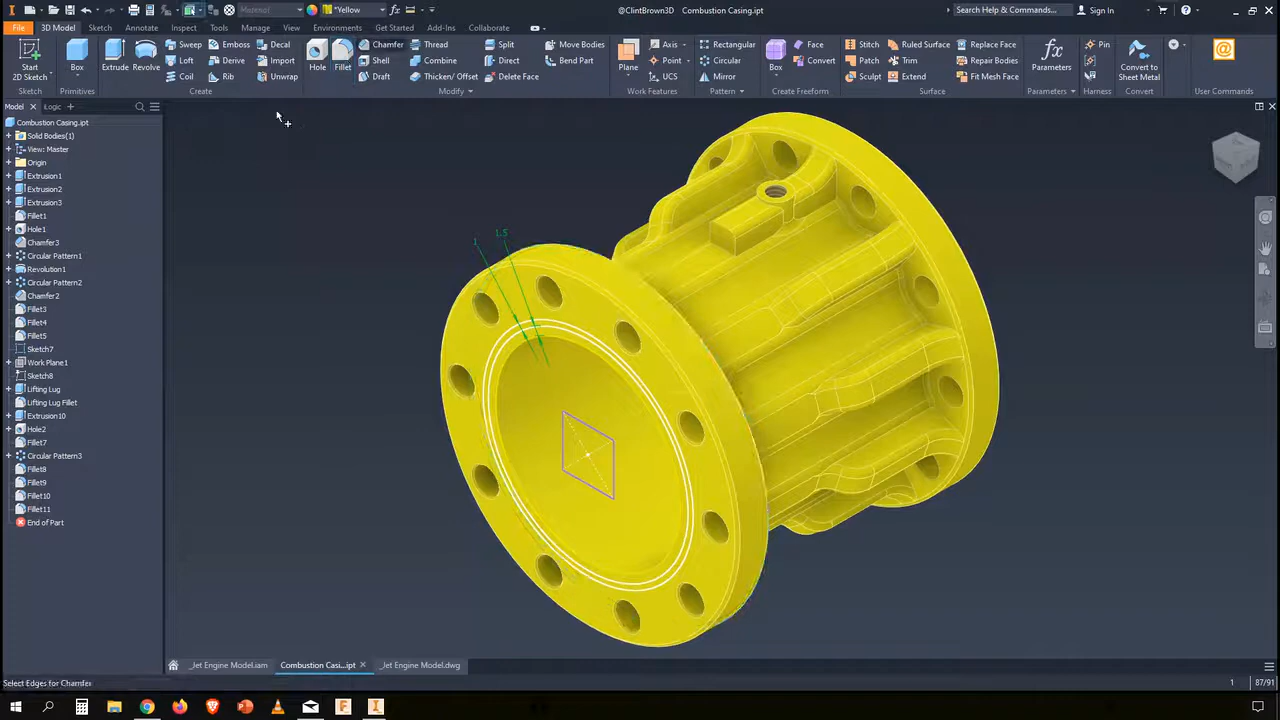 Material
*Yellow
@ClintBrown3D Combustion Casing.ipt
Search Help & Commands...
Sign In
File 3D Model Sketch Annotate Inspect Tools Manage View Environments Get Started Add-Ins Collaborate
Start
2D Sketch
Box
Extrude
Revolve
Sweep
Emboss
Decal
Loft
Derive
Import
Coil
Rib
Unwrap
Hole
Fillet
Chamfer
Thread
Split
Move Bodies
Shell
Combine
Direct
Bend Part
Draft
Thicken/ Offset
Delete Face
Plane
Axis
Point
UCS
Rectangular
Circular
Mirror
Box
Face
Convert
Stitch
Ruled Surface
Replace Face
Patch
Trim
Repair Bodies
Sculpt
Extend
Fit Mesh Face
Parameters
Pin
Convert to
Sheet Metal
Sketch
Primitives
Create
Modify
Work Features
Pattern
Create Freeform
Surface
Parameters
Harness
Convert
User Commands
Model
Logic
Combustion Casing.ipt
Solid Bodies(1)
View: Master
Origin
Extrusion1
Extrusion2
Extrusion3
Fillet1
Hole1
Chamfer3
Circular Pattern1
Revolution1
Circular Pattern2
Chamfer2
Fillet3
Fillet4
Fillet5
Sketch7
Work Plane1
Sketch8
Lifting Lug
Lifting Lug Fillet
Extrusion10
Hole2
Fillet7
Circular Pattern3
Fillet8
Fillet9
Fillet10
Fillet11
End of Part
1
1.5
_Jet Engine Model.iam
Combustion Casi...ipt
_Jet Engine Model.dwg
Select Edges for Chamfer
1
87/91